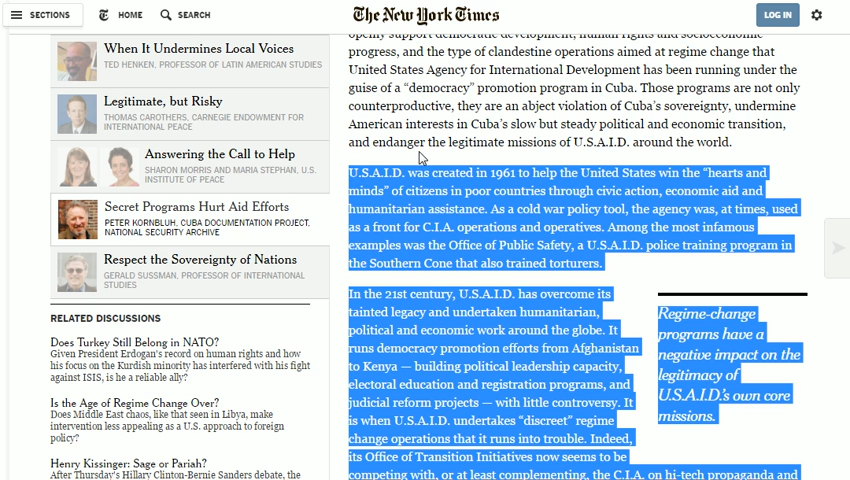 SECTIONS
HOME
SEARCH
The New York Times
LOG IN
When It Undermines Local Voices
TED HENKEN, PROFESSOR OF LATIN AMERICAN STUDIES
Legitimate, but Risky
THOMAS CAROTHERS, CARNEGIE ENDOWMENT FOR
INTERNATIONAL PEACE
Answering the Call to Help
SHARON MORRIS AND MARIA STEPHAN, U.S.
INSTITUTE OF PEACE
Secret Programs Hurt Aid Efforts
PETER KORNBLUH, CUBA DOCUMENTATION PROJECT,
NATIONAL SECURITY ARCHIVE
Respect the Sovereignty of Nations
GERALD SUSSMAN, PROFESSOR OF INTERNATIONAL
STUDIES
RELATED DISCUSSIONS
Does Turkey Still Belong in NATO?
Given President Erdogan's record on human rights and how
his focus on the Kurdish minority has interfered with his fight
against ISIS, is he a reliable ally?
Is the Age of Regime Change Over?
Does Middle East chaos, like that seen in Libya, make
intervention less appealing as a U.S. approach to foreign
policy?
Henry Kissinger: Sage or Pariah?
After Thursday's Hillary Clinton-Bernie Sanders debate, the
openly support democratic development, human rights and socioeconomic
progress, and the type of clandestine operations aimed at regime change that
United States Agency for International Development has been running under the
guise of a “democracy” promotion program in Cuba. Those programs are not only
counterproductive, they are an abject violation of Cuba's sovereignty, undermine
American interests in Cuba's slow but steady political and economic transition,
and endanger the legitimate missions of U.S.A.I.D. around the world.
U.S.A.I.D. was created in 1961 to help the United States win the “hearts and
minds” of citizens in poor countries through civic action, economic aid and
humanitarian assistance. As a cold war policy tool, the agency was, at times, used
as a front for C.I.A. operations and operatives. Among the most infamous
examples was the Office of Public Safety, a U.S.A.I.D. police training program in
the Southern Cone that also trained torturers.
In the 21st century, U.S.A.I.D. has overcome its
tainted legacy and undertaken humanitarian,
political and economic work around the globe. It
runs democracy promotion efforts from Afghanistan
to Kenya — building political leadership capacity,
electoral education and registration programs, and
judicial reform projects — with little controversy. It
is when U.S.A.I.D. undertakes “discreet” regime
change operations that it runs into trouble. Indeed,
its Office of Transition Initiatives now seems to be
competing with, or at least complementing, the C.I.A. on hi-tech propaganda and
Regime-change
programs have a
negative impact on the
legitimacy of
U.S.A.I.D.'s own core
missions.